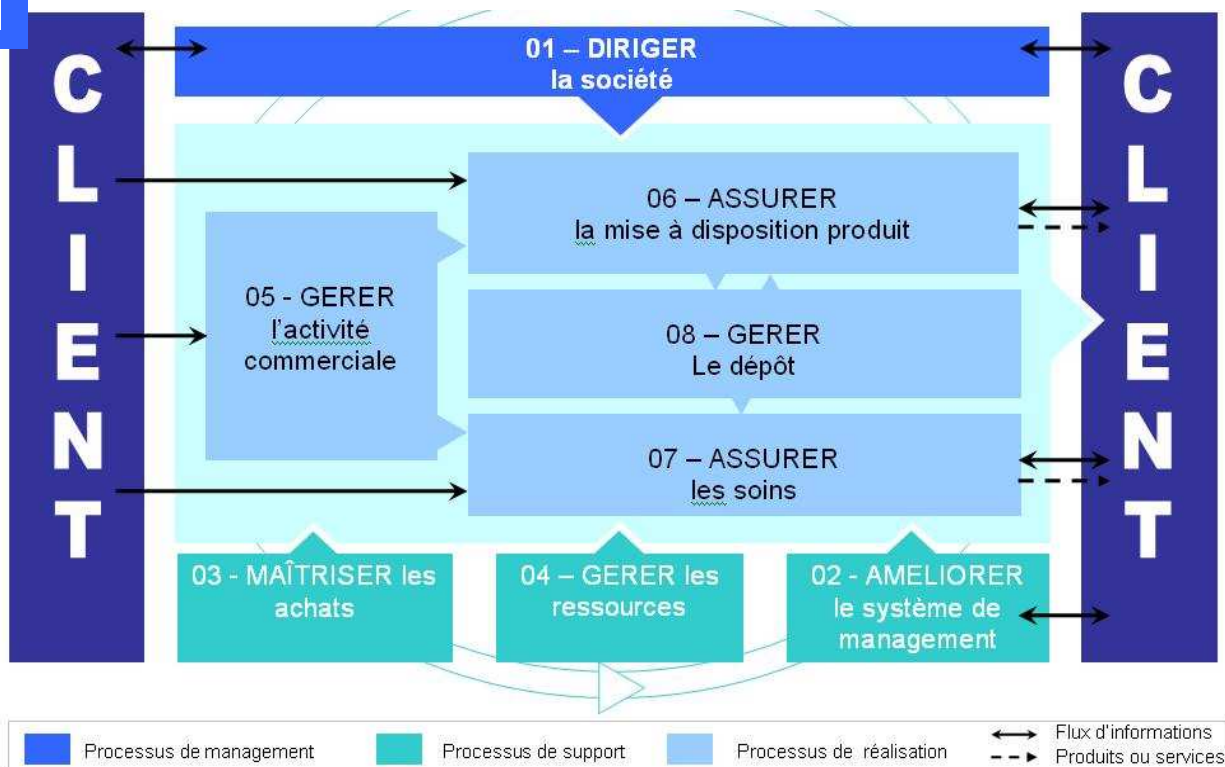 CLIENT
01 – DIRIGER
la société
CLIENT
06 – ASSURER
la mise à disposition produit
05 - GERER
l'activité
commerciale
08 – GERER
Le dépôt
07 – ASSURER
les soins
03 - MAÎTRISER les
achats
04 – GERER les
ressources
02 - AMELIORER
le système de
management
Processus de management
Processus de support
Processus de réalisation
Flux d'informations
Produits ou services